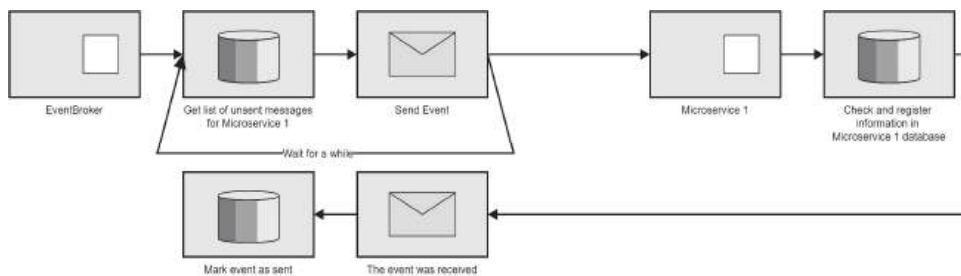 EventBroker
Get list of unsent messages
for Microservice 1
Send Event
Microservice 1
Check and register
information in
Microservice 1 database
Wait for a while
Mark event as sent
The event was received